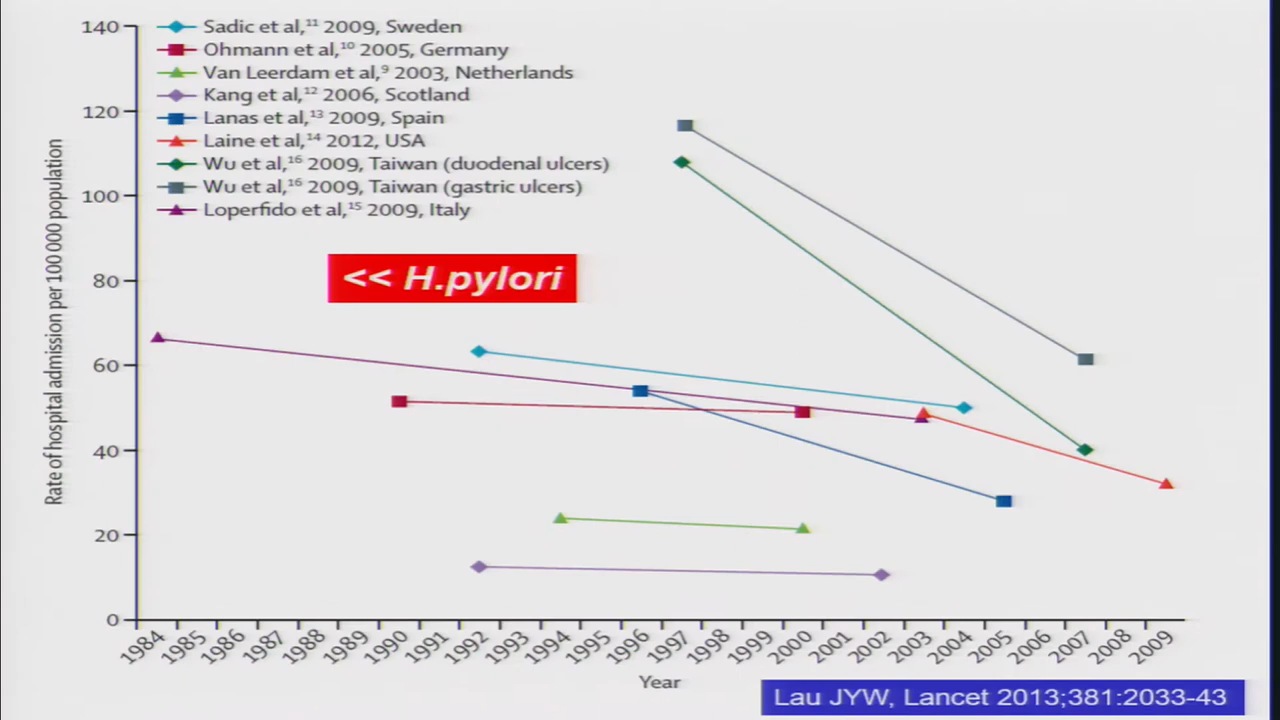 Sadic et al,¹¹ 2009, Sweden
Ohmann et al,¹⁰ 2005, Germany
Van Leerdam et al,⁹ 2003, Netherlands
Kang et al,¹² 2006, Scotland
Lanas et al,¹³ 2009, Spain
Laine et al,¹⁴ 2012, USA
Wu et al,¹⁶ 2009, Taiwan (duodenal ulcers)
Wu et al,¹⁶ 2009, Taiwan (gastric ulcers)
Loperfido et al,¹⁵ 2009, Italy
<< H.pylori
Rate of hospital admission per 100 000 population
140
120
100
80
60
40
20
0
1984 1985 1986 1987 1988 1989 1990 1991 1992 1993 1994 1995 1996 1997 1998 1999 2000 2001 2002 2003 2004 2005 2006 2007 2008 2009
Year
Lau JYW, Lancet 2013;381:2033-43